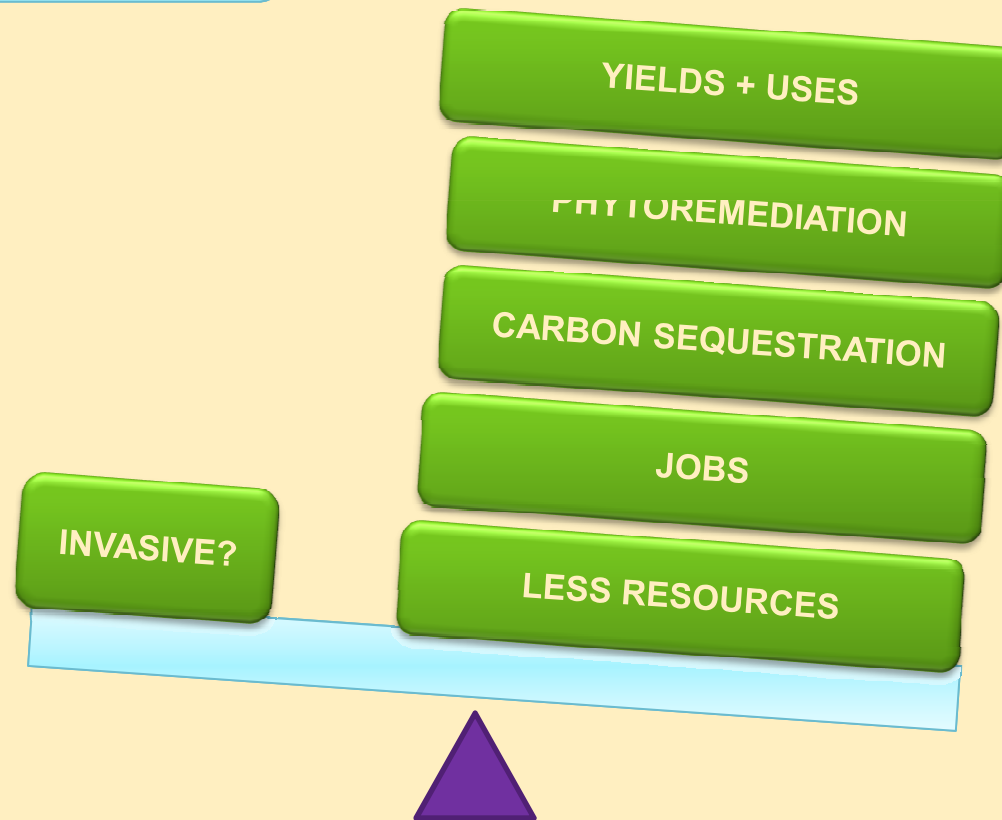 YIELDS + USES
PHYTOREMEDIATION
CARBON SEQUESTRATION
JOBS
INVASIVE?
LESS RESOURCES